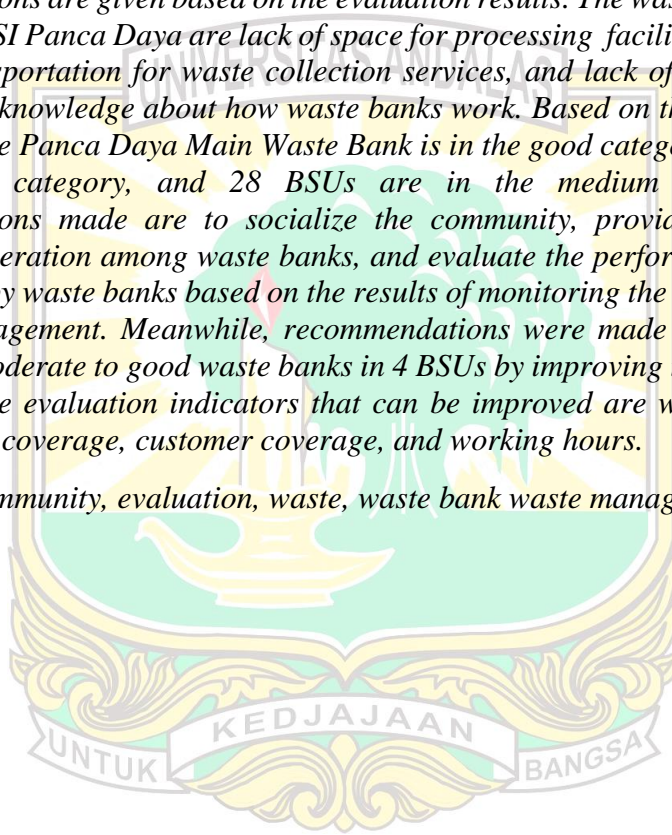 ons are given based on the evaluation results. The was
SI Panca Daya are lack of space for processing facili
sportation for waste collection services, and lack of
knowledge about how waste banks work. Based on th
e Panca Daya Main Waste Bank is in the good categ
category, and 28 BSUs are in the medium
ons made are to socialize the community, provid
eration among waste banks, and evaluate the perfor
by waste banks based on the results of monitoring the
agement. Meanwhile, recommendations were made
oderate to good waste banks in 4 BSUs by improving
e evaluation indicators that can be improved are w
coverage, customer coverage, and working hours.
mmunity, evaluation, waste, waste bank waste manag
UNIVERSITAS ANDALAS
UNTUK KEDJAJAAN BANGSA